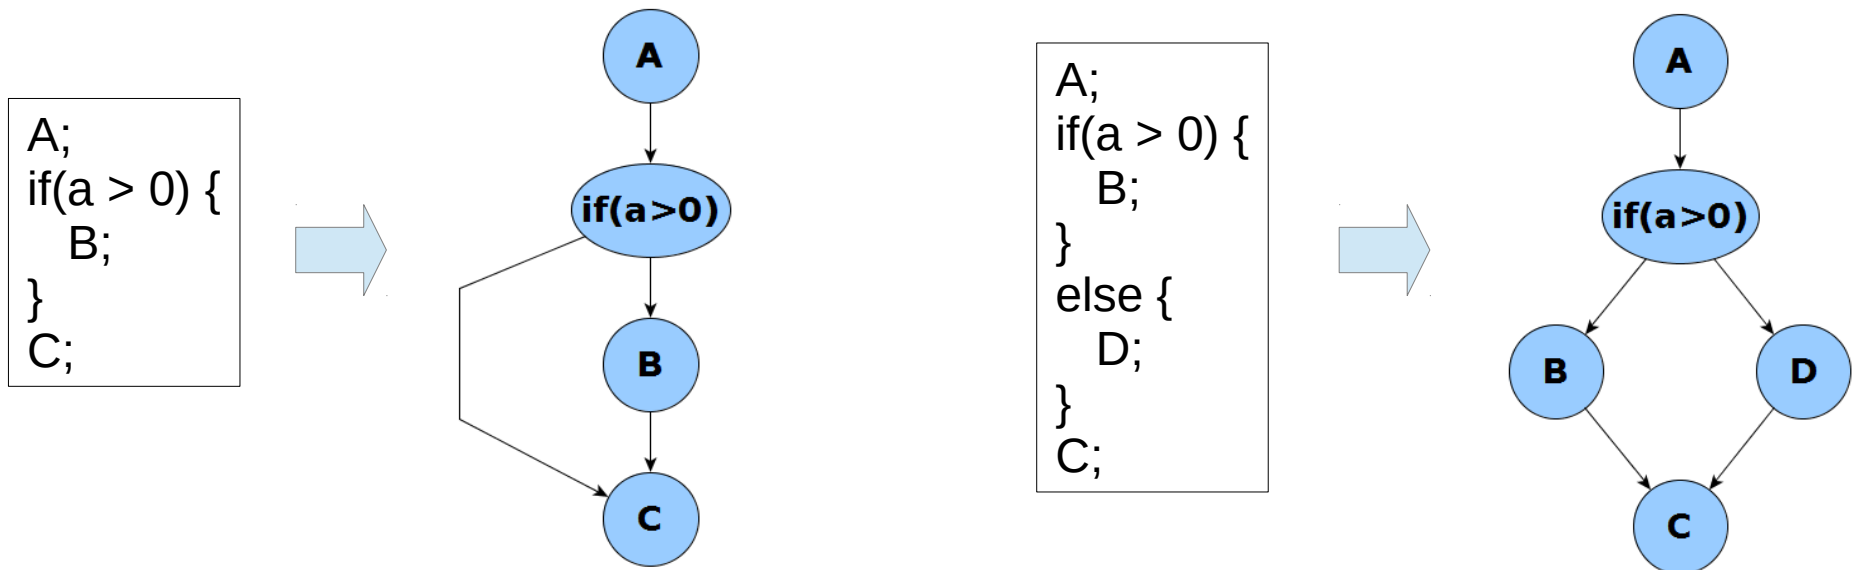 A;
if(a > 0) {
B;
}
C;
A
if(a>0)
B
C
A;
if(a > 0) {
B;
}
else {
D;
}
C;
A
if(a>0)
B
D
C